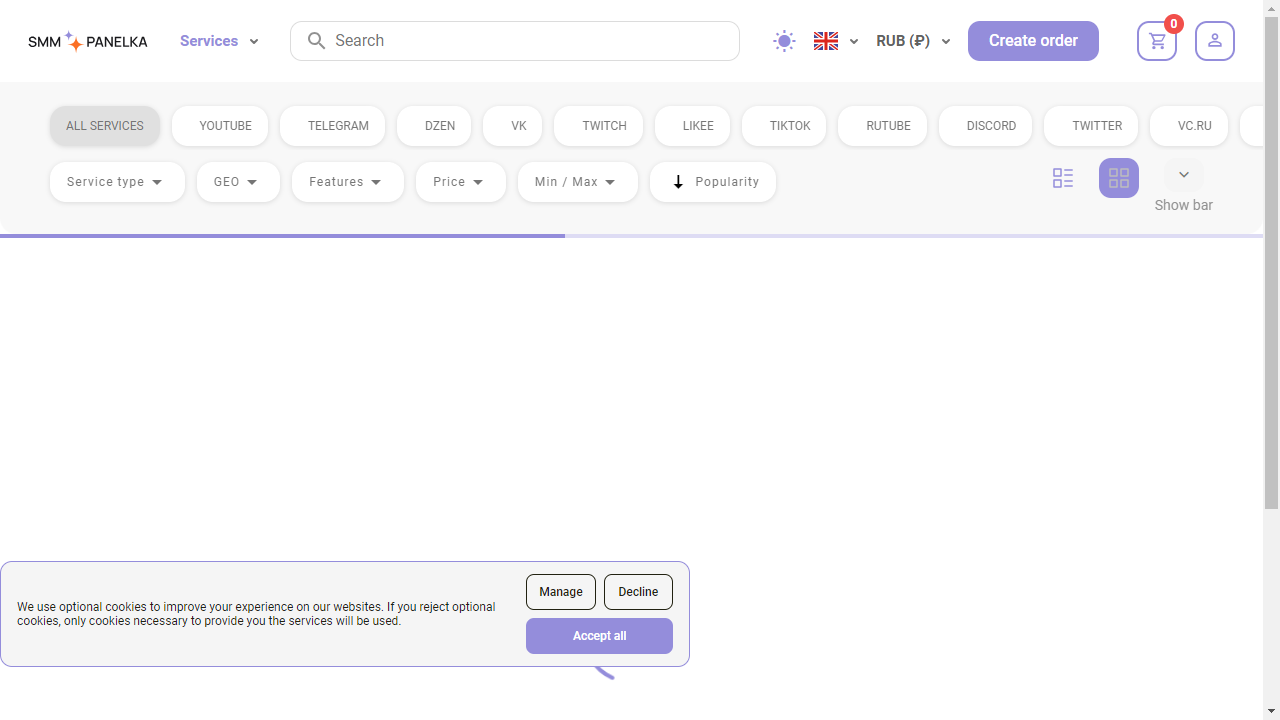 SMM PANELKA
Services
Search
RUB (₽)
Create order
0
ALL SERVICES
YOUTUBE
TELEGRAM
DZEN
VK
TWITCH
LIKEE
TIKTOK
RUTUBE
DISCORD
TWITTER
VC.RU
Service type
GEO
Features
Price
Min / Max
Popularity
Show bar
We use optional cookies to improve your experience on our websites. If you reject optional
cookies, only cookies necessary to provide you the services will be used.
Manage
Decline
Accept all